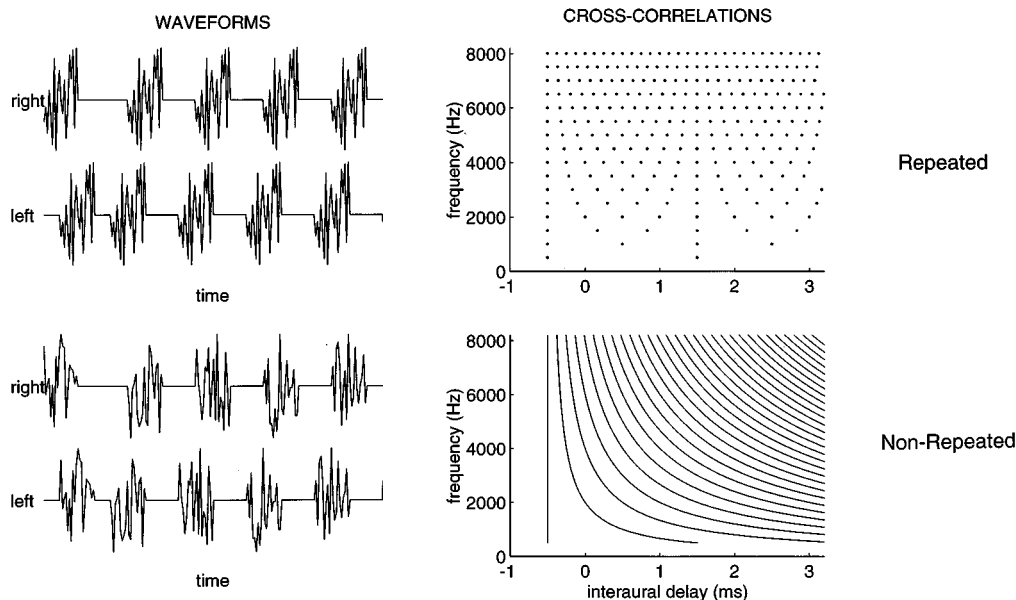 WAVEFORMS
right
left
time
right
left
time
CROSS-CORRELATIONS
8000
6000
4000
2000
0
frequency (Hz)
-1 0 1 2 3
Repeated
8000
6000
4000
2000
0
frequency (Hz)
-1 0 1 2 3
interaural delay (ms)
Non-Repeated